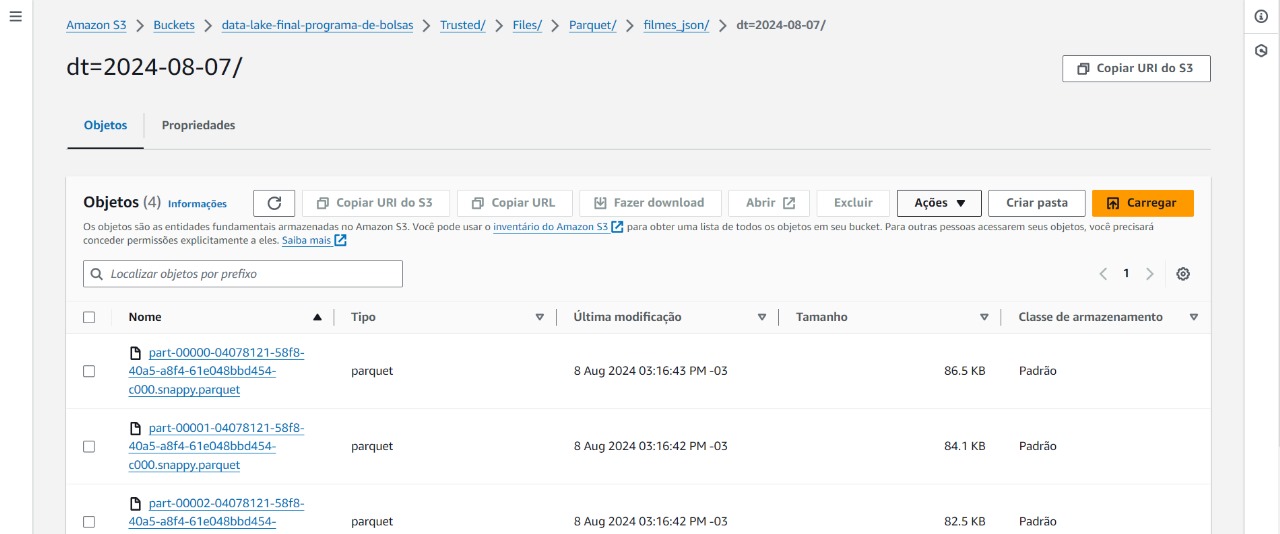 Amazon S3 > Buckets > data-lake-final-programa-de-bolsas > Trusted/ > Files/ > Parquet/ > filmes_json/ > dt=2024-08-07/
dt=2024-08-07/
Copiar URI do S3
Objetos Propriedades
Objetos (4) Informações Copiar URI do S3 Copiar URL Fazer download Abrir Excluir Ações Criar pasta Carregar
Os objetos são as entidades fundamentais armazenadas no Amazon S3. Você pode usar o inventário do Amazon S3 para obter uma lista de todos os objetos em seu bucket. Para outras pessoas acessarem seus objetos, você precisará
conceder permissões explicitamente a eles. Saiba mais
Localizar objetos por prefixo
1
Nome Tipo Última modificação Tamanho Classe de armazenamento
part-00000-04078121-58f8-
40a5-a8f4-61e048bbd454-
c000.snappy.parquet
parquet 8 Aug 2024 03:16:43 PM -03 86.5 KB Padrão
part-00001-04078121-58f8-
40a5-a8f4-61e048bbd454-
c000.snappy.parquet
parquet 8 Aug 2024 03:16:42 PM -03 84.1 KB Padrão
part-00002-04078121-58f8-
40a5-a8f4-61e048bbd454-
parquet 8 Aug 2024 03:16:42 PM -03 82.5 KB Padrão